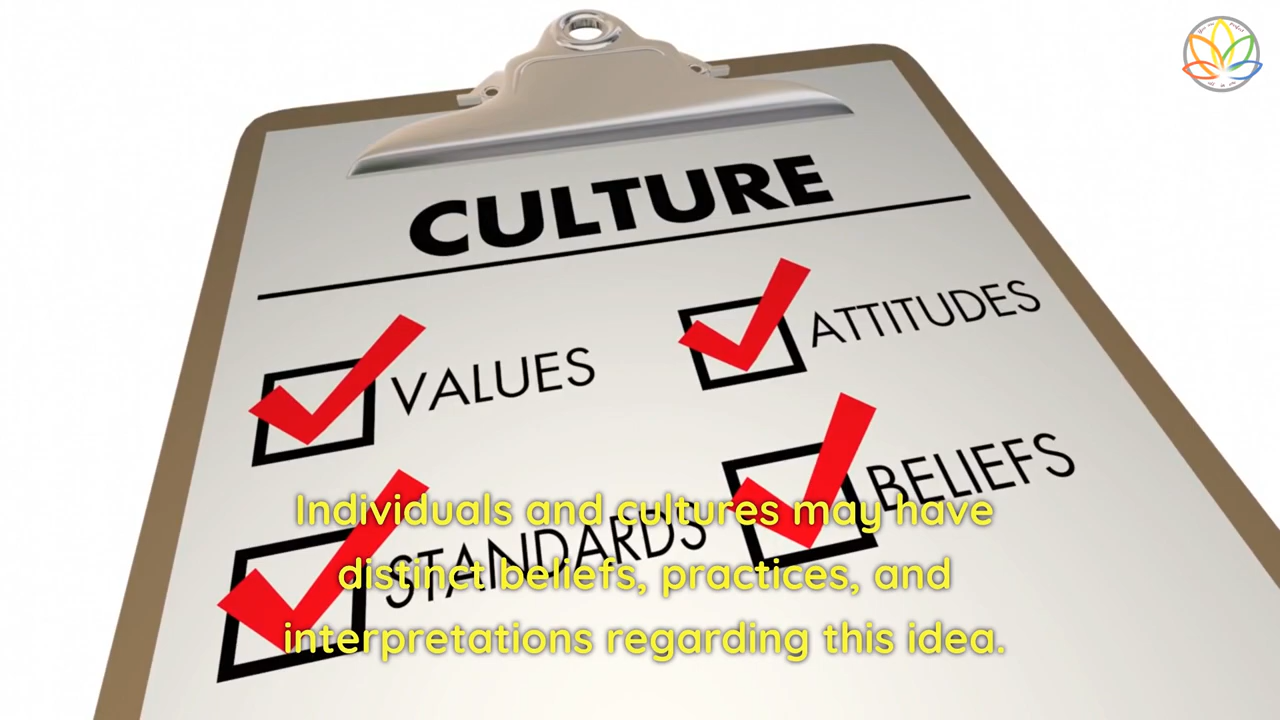 CULTURE
VALUES
ATTITUDES
STANDARDS
BELIEFS
Individuals and cultures may have
distinct beliefs, practices, and
interpretations regarding this idea.